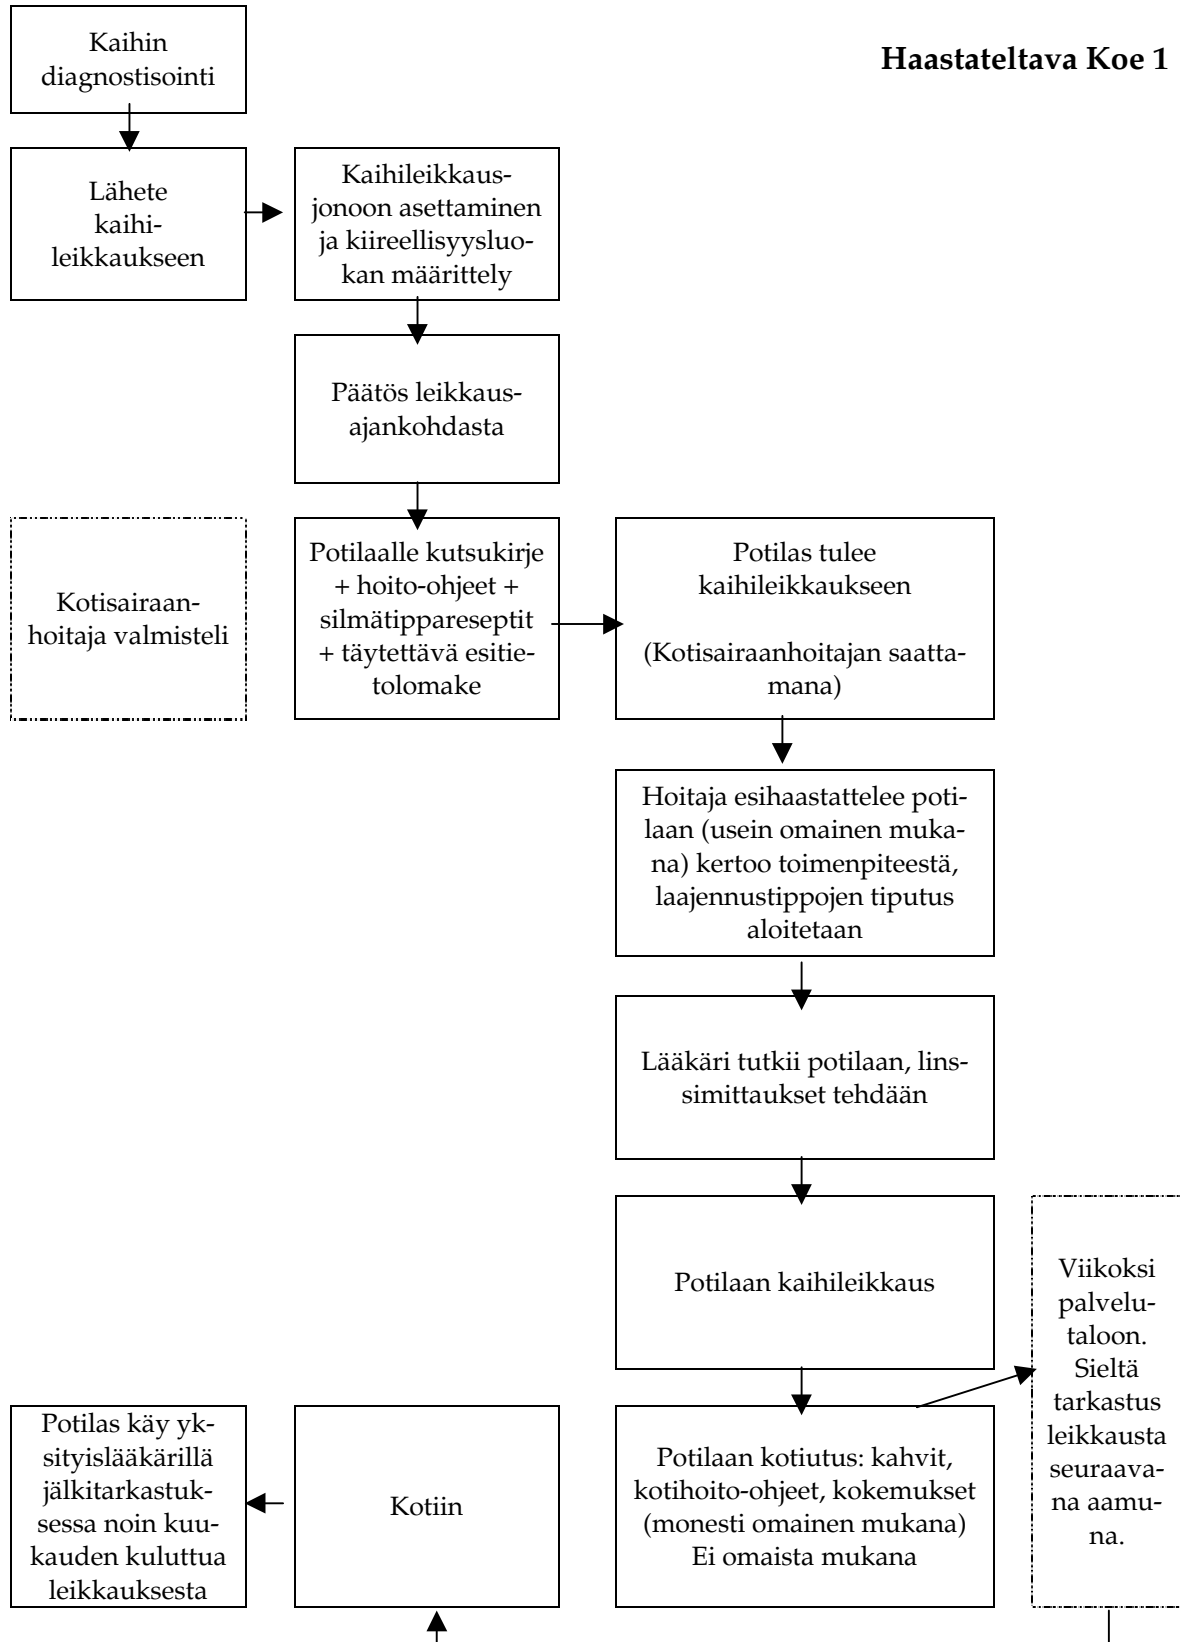 Haastateltava Koe 1
Kaihin
diagnostisointi
Lähete
kaihi-
leikkaukseen
Kaihileikkaus-
jonoon asettaminen
ja kiireellisyysluo-
kan määrittely
Päätös leikkaus-
ajankohdasta
Kotisairaan-
hoitaja valmisteli
Potilaalle kutsukirje
+ hoito-ohjeet +
silmätippareseptit
+ täytettävä esitie-
tolomake
Potilas tulee
kaihileikkaukseen
(Kotisairaanhoitajan saatta-
mana)
Hoitaja esihaastattelee poti-
laan (usein omainen muka-
na) kertoo toimenpiteestä,
laajennustippojen tiputus
aloitetaan
Lääkäri tutkii potilaan, lins-
simittaukset tehdään
Potilaan kaihileikkaus
Viikoksi
palvelu-
taloon.
Sieltä
tarkastus
leikkausta
seuraava-
na aamu-
na.
Potilaan kotiutus: kahvit,
kotihoito-ohjeet, kokemukset
(monesti omainen mukana)
Ei omaista mukana
Kotiin
Potilas käy yk-
sityislääkärillä
jälkitarkastuk-
sessa noin kuu-
kauden kuluttua
leikkauksesta